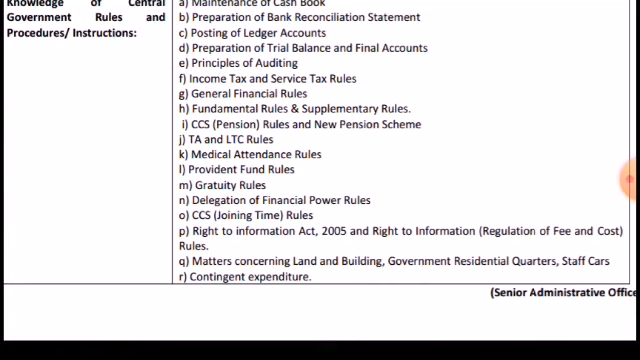 Knowledge of Central
Government Rules and
Procedures/ Instructions:
a) Maintenance of Cash Book
b) Preparation of Bank Reconciliation Statement
c) Posting of Ledger Accounts
d) Preparation of Trial Balance and Final Accounts
e) Principles of Auditing
f) Income Tax and Service Tax Rules
g) General Financial Rules
h) Fundamental Rules & Supplementary Rules.
i) CCS (Pension) Rules and New Pension Scheme
j) TA and LTC Rules
k) Medical Attendance Rules
l) Provident Fund Rules
m) Gratuity Rules
n) Delegation of Financial Power Rules
o) CCS (Joining Time) Rules
p) Right to information Act, 2005 and Right to Information (Regulation of Fee and Cost)
Rules.
q) Matters concerning Land and Building, Government Residential Quarters, Staff Cars
r) Contingent expenditure.
(Senior Administrative Office